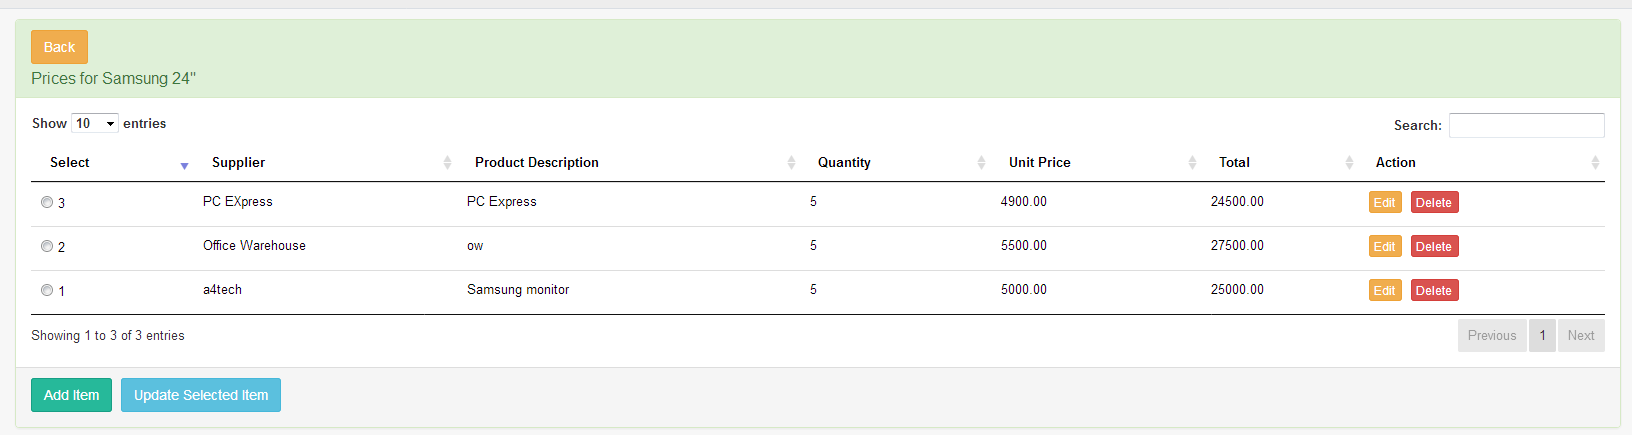 Back
Prices for Samsung 24"
Show 10 entries
Search:
Select Supplier Product Description Quantity Unit Price Total Action
3 PC EXpress PC Express 5 4900.00 24500.00 Edit Delete
2 Office Warehouse ow 5 5500.00 27500.00 Edit Delete
1 a4tech Samsung monitor 5 5000.00 25000.00 Edit Delete
Showing 1 to 3 of 3 entries Previous 1 Next
Add Item Update Selected Item